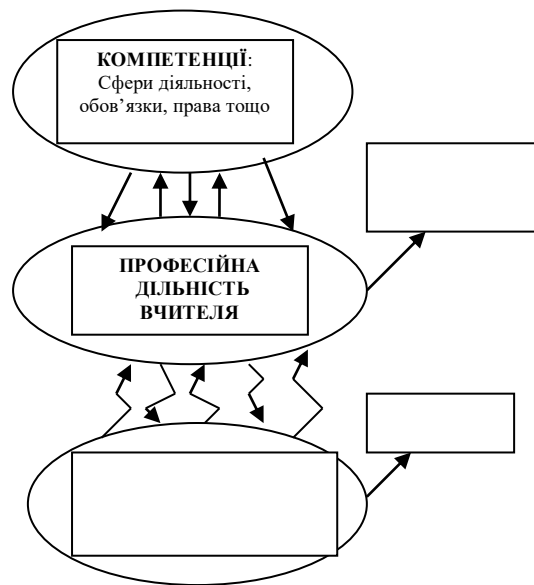 КОМПЕТЕНЦІЇ:
Сфери діяльності,
обов’язки, права тощо
ПРОФЕСІЙНА
ДІЛЬНІСТЬ
ВЧИТЕЛЯ